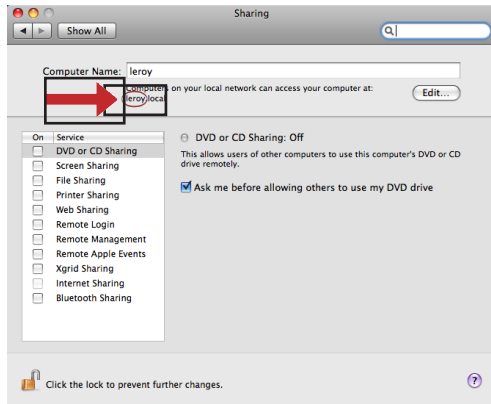 Sharing
Show All
Computer Name: leroy
Computers on your local network can access your computer at:
leroy.local
Edit...
On Service
DVD or CD Sharing
Screen Sharing
File Sharing
Printer Sharing
Web Sharing
Remote Login
Remote Management
Remote Apple Events
Xgrid Sharing
Internet Sharing
Bluetooth Sharing
DVD or CD Sharing: Off
This allows users of other computers to use this computer's DVD or CD
drive remotely.
Ask me before allowing others to use my DVD drive
Click the lock to prevent further changes.
?